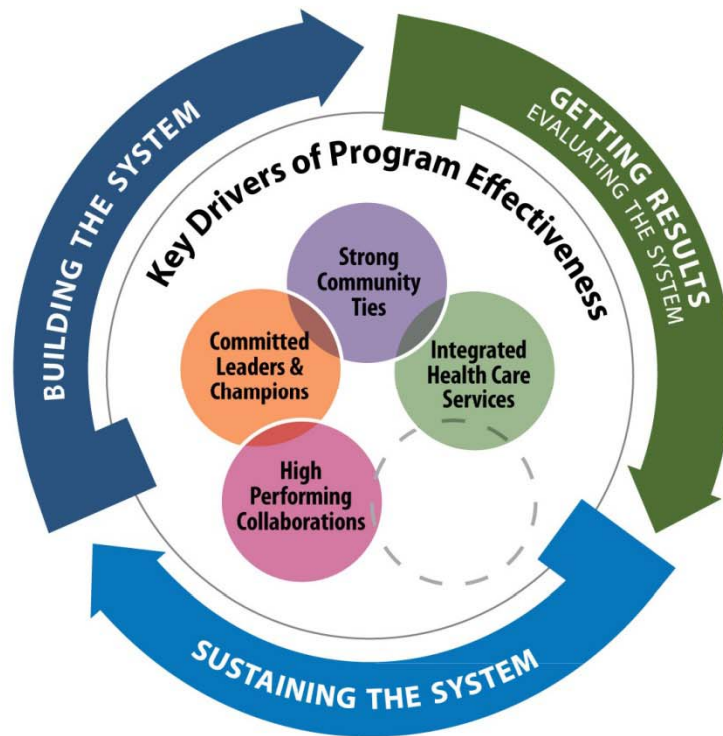 BUILDING THE SYSTEM
GETTING RESULTS
EVALUATING THE SYSTEM
Key Drivers of Program Effectiveness
Strong
Community
Ties
Committed
Leaders &
Champions
Integrated
Health Care
Services
High
Performing
Collaborations
SUSTAINING THE SYSTEM